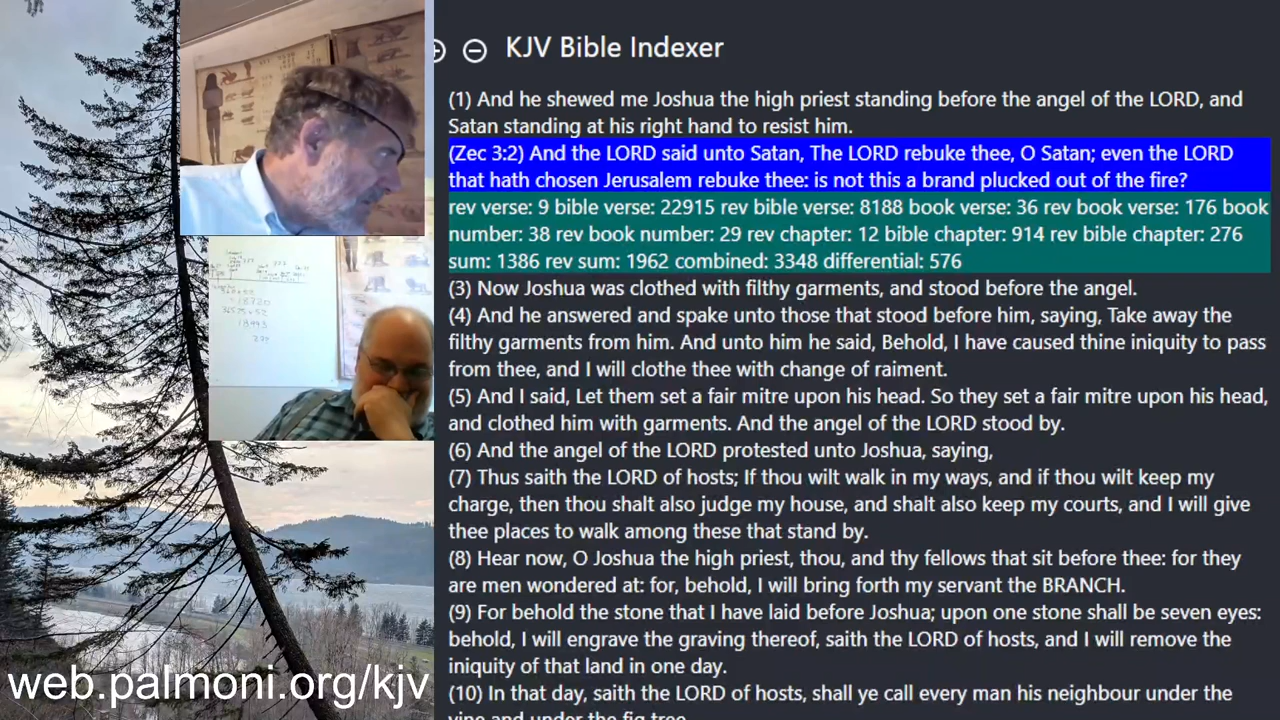 KJV Bible Indexer
(1) And he shewed me Joshua the high priest standing before the angel of the LORD, and
Satan standing at his right hand to resist him.
(Zec 3:2) And the LORD said unto Satan, The LORD rebuke thee, O Satan; even the LORD
that hath chosen Jerusalem rebuke thee: is not this a brand plucked out of the fire?
rev verse: 9 bible verse: 22915 rev bible verse: 8188 book verse: 36 rev book verse: 176 book
number: 38 rev book number: 29 rev chapter: 12 bible chapter: 914 rev bible chapter: 276
sum: 1386 rev sum: 1962 combined: 3348 differential: 576
(3) Now Joshua was clothed with filthy garments, and stood before the angel.
(4) And he answered and spake unto those that stood before him, saying, Take away the
filthy garments from him. And unto him he said, Behold, I have caused thine iniquity to pass
from thee, and I will clothe thee with change of raiment.
(5) And I said, Let them set a fair mitre upon his head. So they set a fair mitre upon his head,
and clothed him with garments. And the angel of the LORD stood by.
(6) And the angel of the LORD protested unto Joshua, saying,
(7) Thus saith the LORD of hosts; If thou wilt walk in my ways, and if thou wilt keep my
charge, then thou shalt also judge my house, and shalt also keep my courts, and I will give
thee places to walk among these that stand by.
(8) Hear now, O Joshua the high priest, thou, and thy fellows that sit before thee: for they
are men wondered at: for, behold, I will bring forth my servant the BRANCH.
(9) For behold the stone that I have laid before Joshua; upon one stone shall be seven eyes:
behold, I will engrave the graving thereof, saith the LORD of hosts, and I will remove the
iniquity of that land in one day.
(10) In that day, saith the LORD of hosts, shall ye call every man his neighbour under the
vine and under the fig tree.
web.palmoni.org/kjv